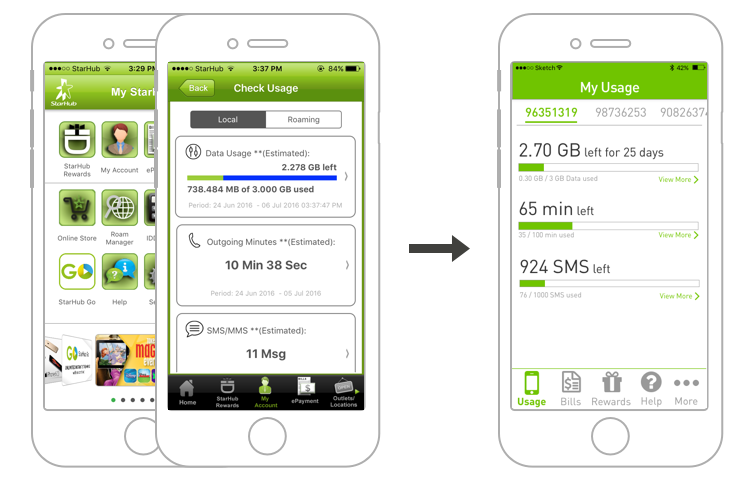 StarHub 3:29 PM
StarHub
My Star
StarHub
Rewards
My Account
eP
Online Store
Roam
Manager
IDD
StarHub Go
Help
Se
GO
StarHub 3:37 PM 84%
Back
Check Usage
Local
Roaming
Data Usage **(Estimated):
2.278 GB left
738.484 MB of 3.000 GB used
Period: 24 Jun 2016 - 06 Jul 2016 03:37:47 PM
Outgoing Minutes **(Estimated):
10 Min 38 Sec
Period: 24 Jun 2016 - 05 Jul 2016
SMS/MMS **(Estimated):
11 Msg
Home
StarHub
Rewards
My
Account
ePayment
Outlets/
Locations
Sketch 42%
My Usage
96351319 98736253 90826374
2.70 GB left for 25 days
0.30 GB / 3 GB Data used
View More
65 min left
35 / 100 min used
View More
924 SMS left
76 / 1000 SMS used
View More
Usage Bills Rewards Help More